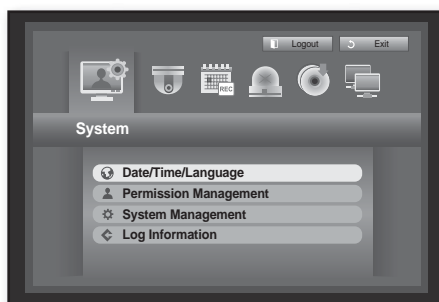 Logout
Exit
REC
System
Date/Time/Language
Permission Management
System Management
Log Information